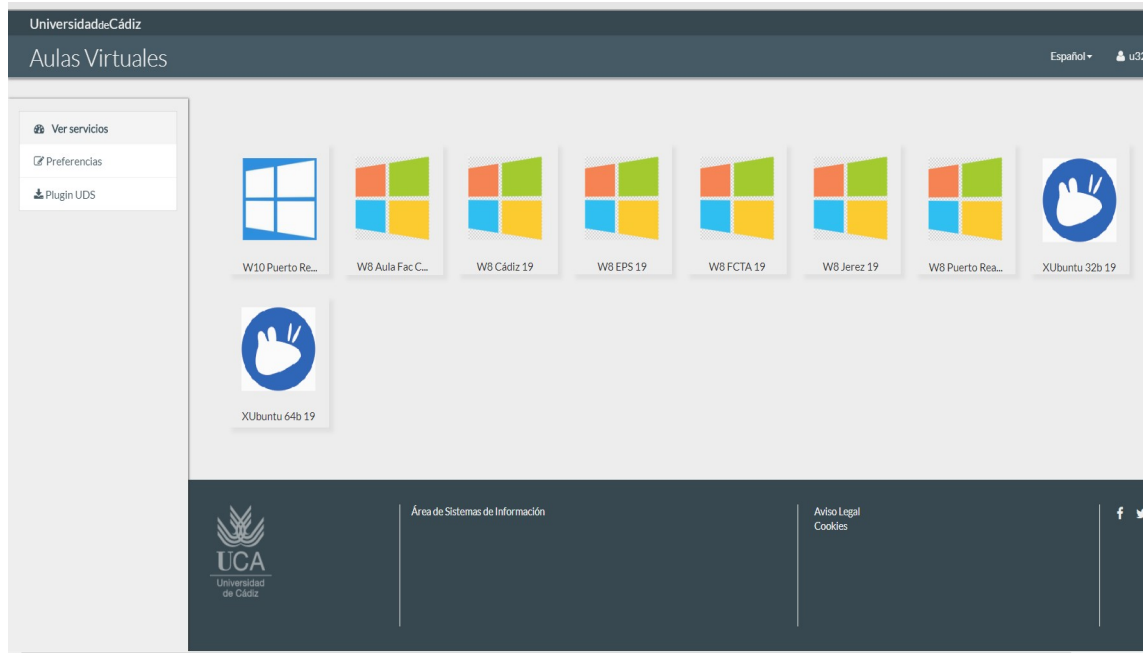 UniversidaddeCádiz
Aulas Virtuales
Español
u32
Ver servicios
Preferencias
Plugin UDS
W10 Puerto Re...
W8 Aula Fac C...
W8 Cádiz 19
W8 EPS 19
W8 FCTA 19
W8 Jerez 19
W8 Puerto Rea...
XUbuntu 32b 19
XUbuntu 64b 19
UCA
Universidad
de Cádiz
Área de Sistemas de Información
Aviso Legal
Cookies